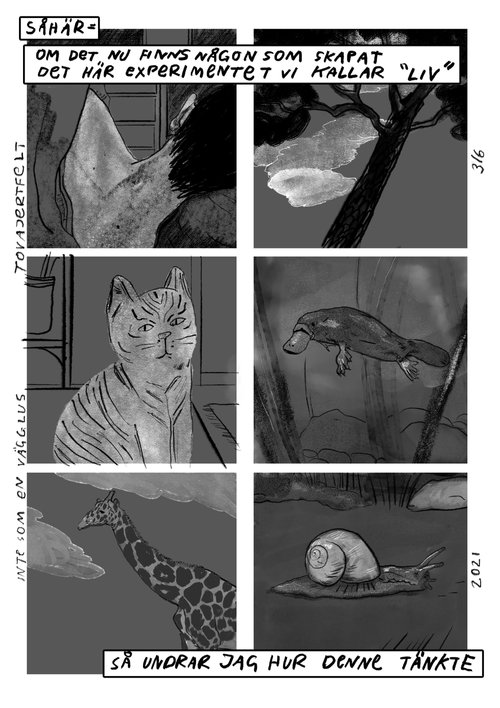 SÅHÄR=
OM DET NU FINNS NÅGON SOM SKAPAT
DET HÄR EXPERIMENTET VI KALLAR "LIV"
TOVAJERTFELT
3/6
INTE SOM EN VÄGGLUS
2021
SÅ UNDRAR JAG HUR DENNE TÄNKTE